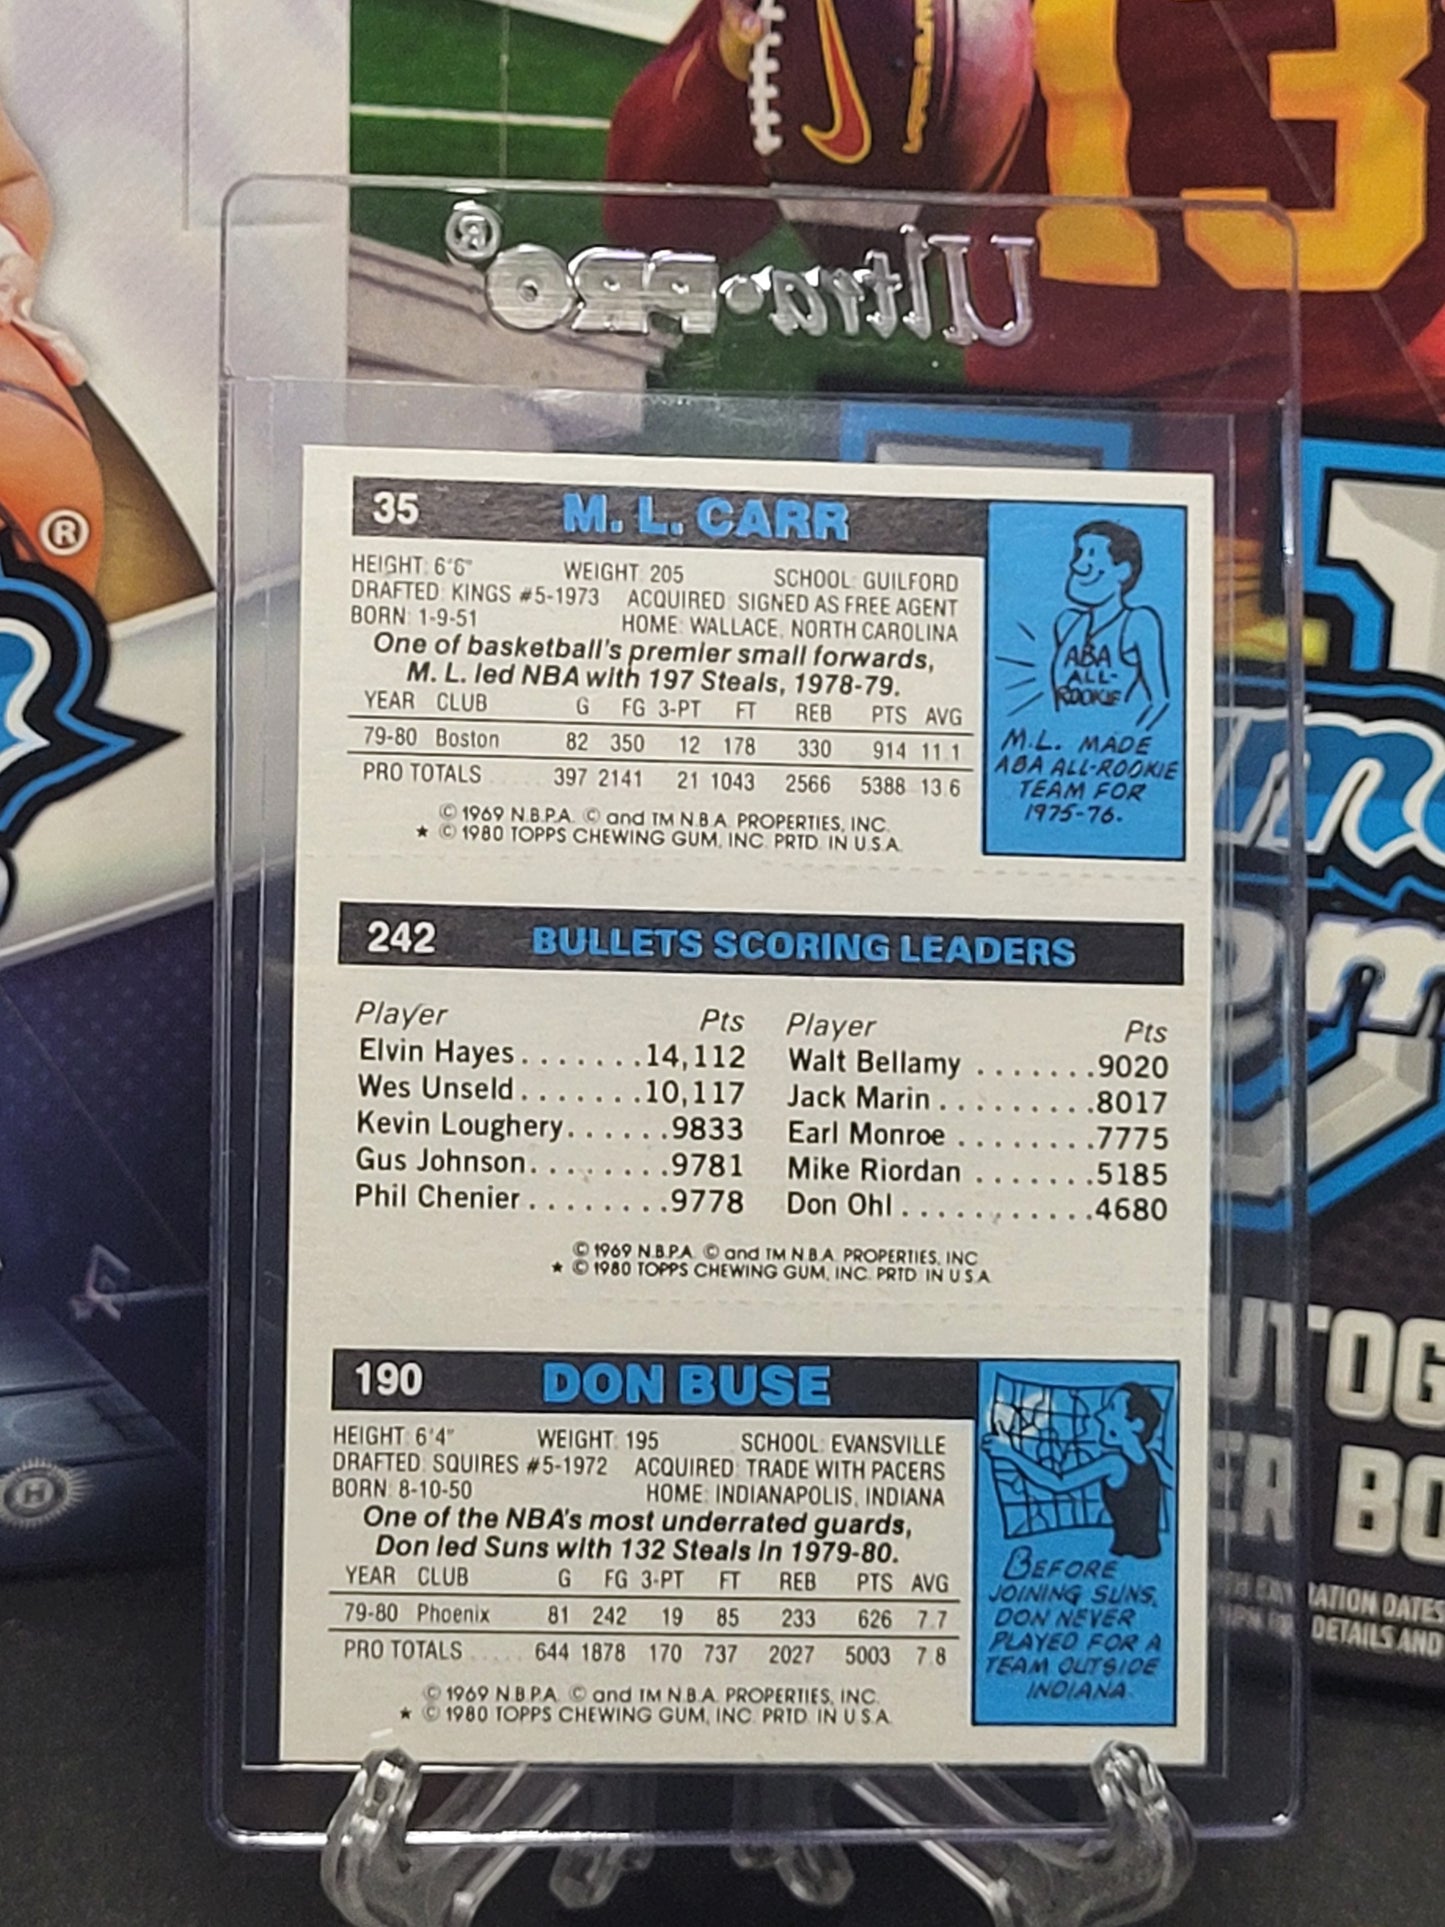 13
Ultra•PRO®
®
35 M. L. CARR
HEIGHT: 6'6" WEIGHT: 205 SCHOOL: GUILFORD
DRAFTED: KINGS #5-1973 ACQUIRED: SIGNED AS FREE AGENT
BORN: 1-9-51 HOME: WALLACE, NORTH CAROLINA
One of basketball's premier small forwards,
M. L. led NBA with 197 Steals, 1978-79.
YEAR CLUB G FG 3-PT FT REB PTS AVG
79-80 Boston 82 350 12 178 330 914 11.1
PRO TOTALS 397 2141 21 1043 2566 5388 13.6
© 1969 N.B.P.A. © and TM N.B.A. PROPERTIES, INC.
★ © 1980 TOPPS CHEWING GUM, INC. PRTD. IN U.S.A.
ABA
ALL-
ROOKIE
M.L. MADE
ABA ALL-ROOKIE
TEAM FOR
1975-76.
242 BULLETS SCORING LEADERS
Player Pts Player Pts
Elvin Hayes.......14,112 Walt Bellamy .......9020
Wes Unseld.......10,117 Jack Marin.........8017
Kevin Loughery......9833 Earl Monroe ........7775
Gus Johnson........9781 Mike Riordan .......5185
Phil Chenier........9778 Don Ohl...........4680
© 1969 N.B.P.A. © and TM N.B.A. PROPERTIES, INC.
★ © 1980 TOPPS CHEWING GUM, INC. PRTD. IN U.S.A.
190 DON BUSE
HEIGHT: 6'4" WEIGHT: 195 SCHOOL: EVANSVILLE
DRAFTED: SQUIRES #5-1972 ACQUIRED: TRADE WITH PACERS
BORN: 8-10-50 HOME: INDIANAPOLIS, INDIANA
One of the NBA's most underrated guards,
Don led Suns with 132 Steals in 1979-80.
YEAR CLUB G FG 3-PT FT REB PTS AVG
79-80 Phoenix 81 242 19 85 233 626 7.7
PRO TOTALS ..... 644 1878 170 737 2027 5003 7.8
© 1969 N.B.P.A. © and TM N.B.A. PROPERTIES, INC.
★ © 1980 TOPPS CHEWING GUM, INC. PRTD. IN U.S.A.
BEFORE
JOINING SUNS,
DON NEVER
PLAYED FOR A
TEAM OUTSIDE
INDIANA.
H
UTOG
ER BO
DETAILS AND